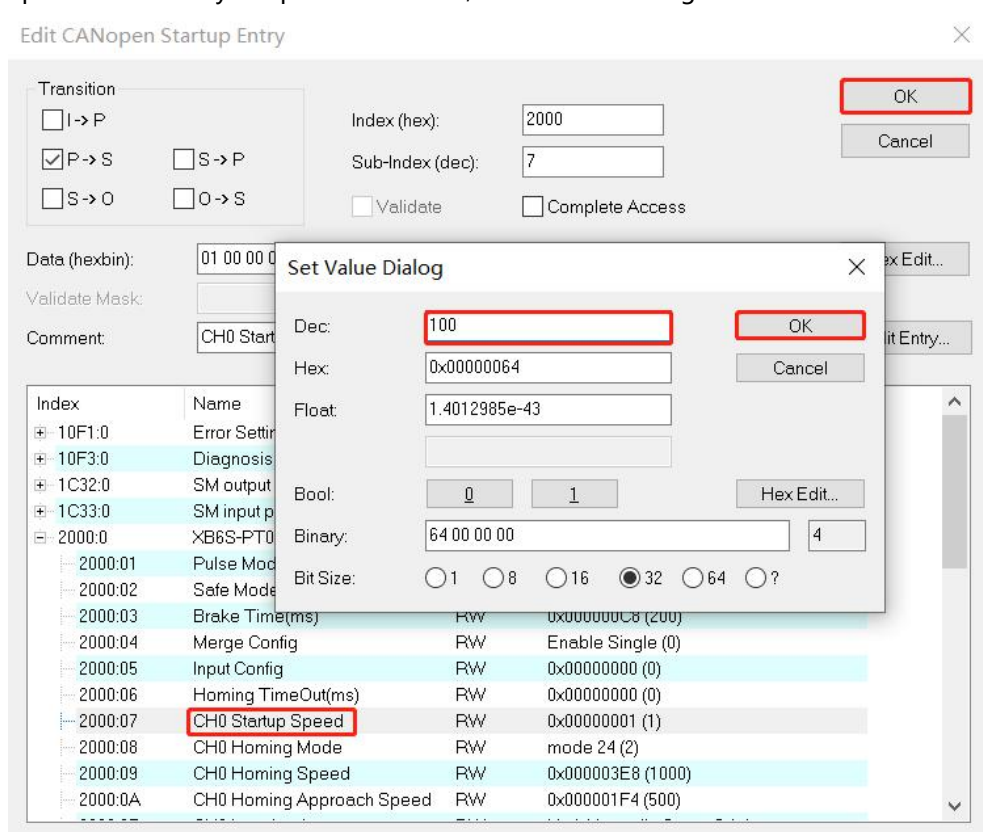 Edit CANopen Startup Entry
Transition
I -> P
P -> S
S -> P
S -> O
O -> S
Index (hex): 2000
Sub-Index (dec): 7
Validate
Complete Access
OK
Cancel
Data (hexbin): 01 00 00 0
Validate Mask:
Comment: CH0 Start
ex Edit...
it Entry...
Set Value Dialog
Dec: 100
OK
Hex: 0x00000064
Cancel
Float: 1.4012985e-43
Bool: 0 1
Hex Edit...
Binary: 64 00 00 00 4
Bit Size: 1 8 16 32 64 ?
Index Name
10F1:0 Error Settin
10F3:0 Diagnosis
1C32:0 SM output
1C33:0 SM input p
2000:0 XB6S-PT0
2000:01 Pulse Mod
2000:02 Safe Mode
2000:03 Brake Time(ms) RW 0x000000C8 (200)
2000:04 Merge Config RW Enable Single (0)
2000:05 Input Config RW 0x00000000 (0)
2000:06 Homing TimeOut(ms) RW 0x00000000 (0)
2000:07 CH0 Startup Speed RW 0x00000001 (1)
2000:08 CH0 Homing Mode RW mode 24 (2)
2000:09 CH0 Homing Speed RW 0x000003E8 (1000)
2000:0A CH0 Homing Approach Speed RW 0x000001F4 (500)